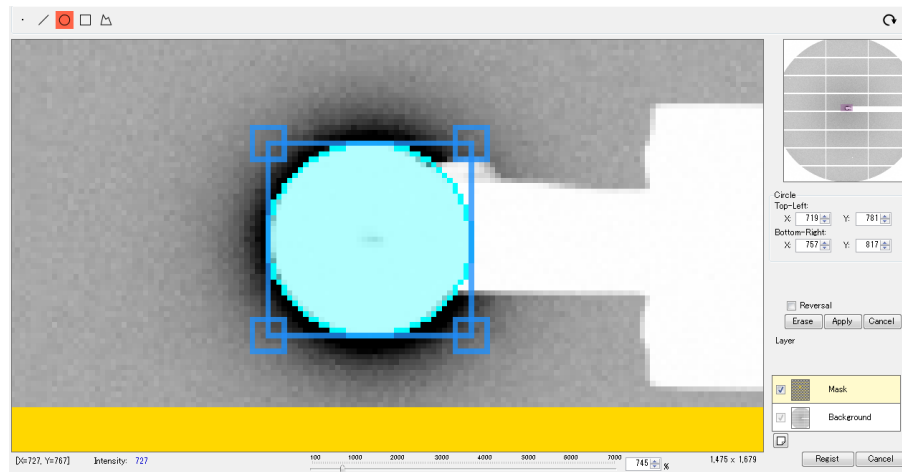 Circle
Top-Left:
X: 719 Y: 781
Bottom-Right:
X: 757 Y: 817
Reversal
Erase Apply Cancel
Layer
Mask
Background
[X=727, Y=767] Intensity: 727
100 1000 2000 3000 4000 5000 6000 7000
745 %
1,475 × 1,679
Regist Cancel